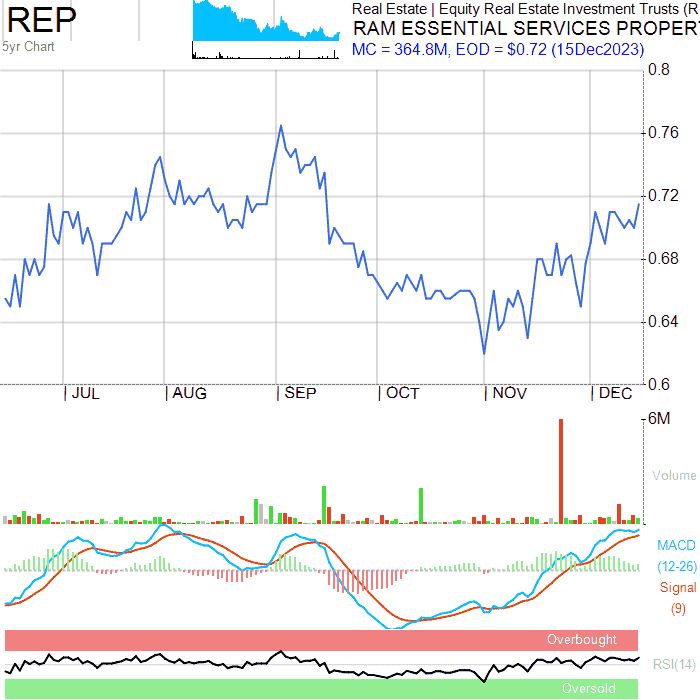 REP
5yr Chart
Real Estate | Equity Real Estate Investment Trusts (R
RAM ESSENTIAL SERVICES PROPER
MC = 364.8M, EOD = $0.72 (15Dec2023)
0.8
0.76
0.72
0.68
0.64
0.6
| JUL | AUG | SEP | OCT | NOV | DEC
6M
Volume
MACD
(12-26)
Signal
(9)
Overbought
RSI(14)
Oversold